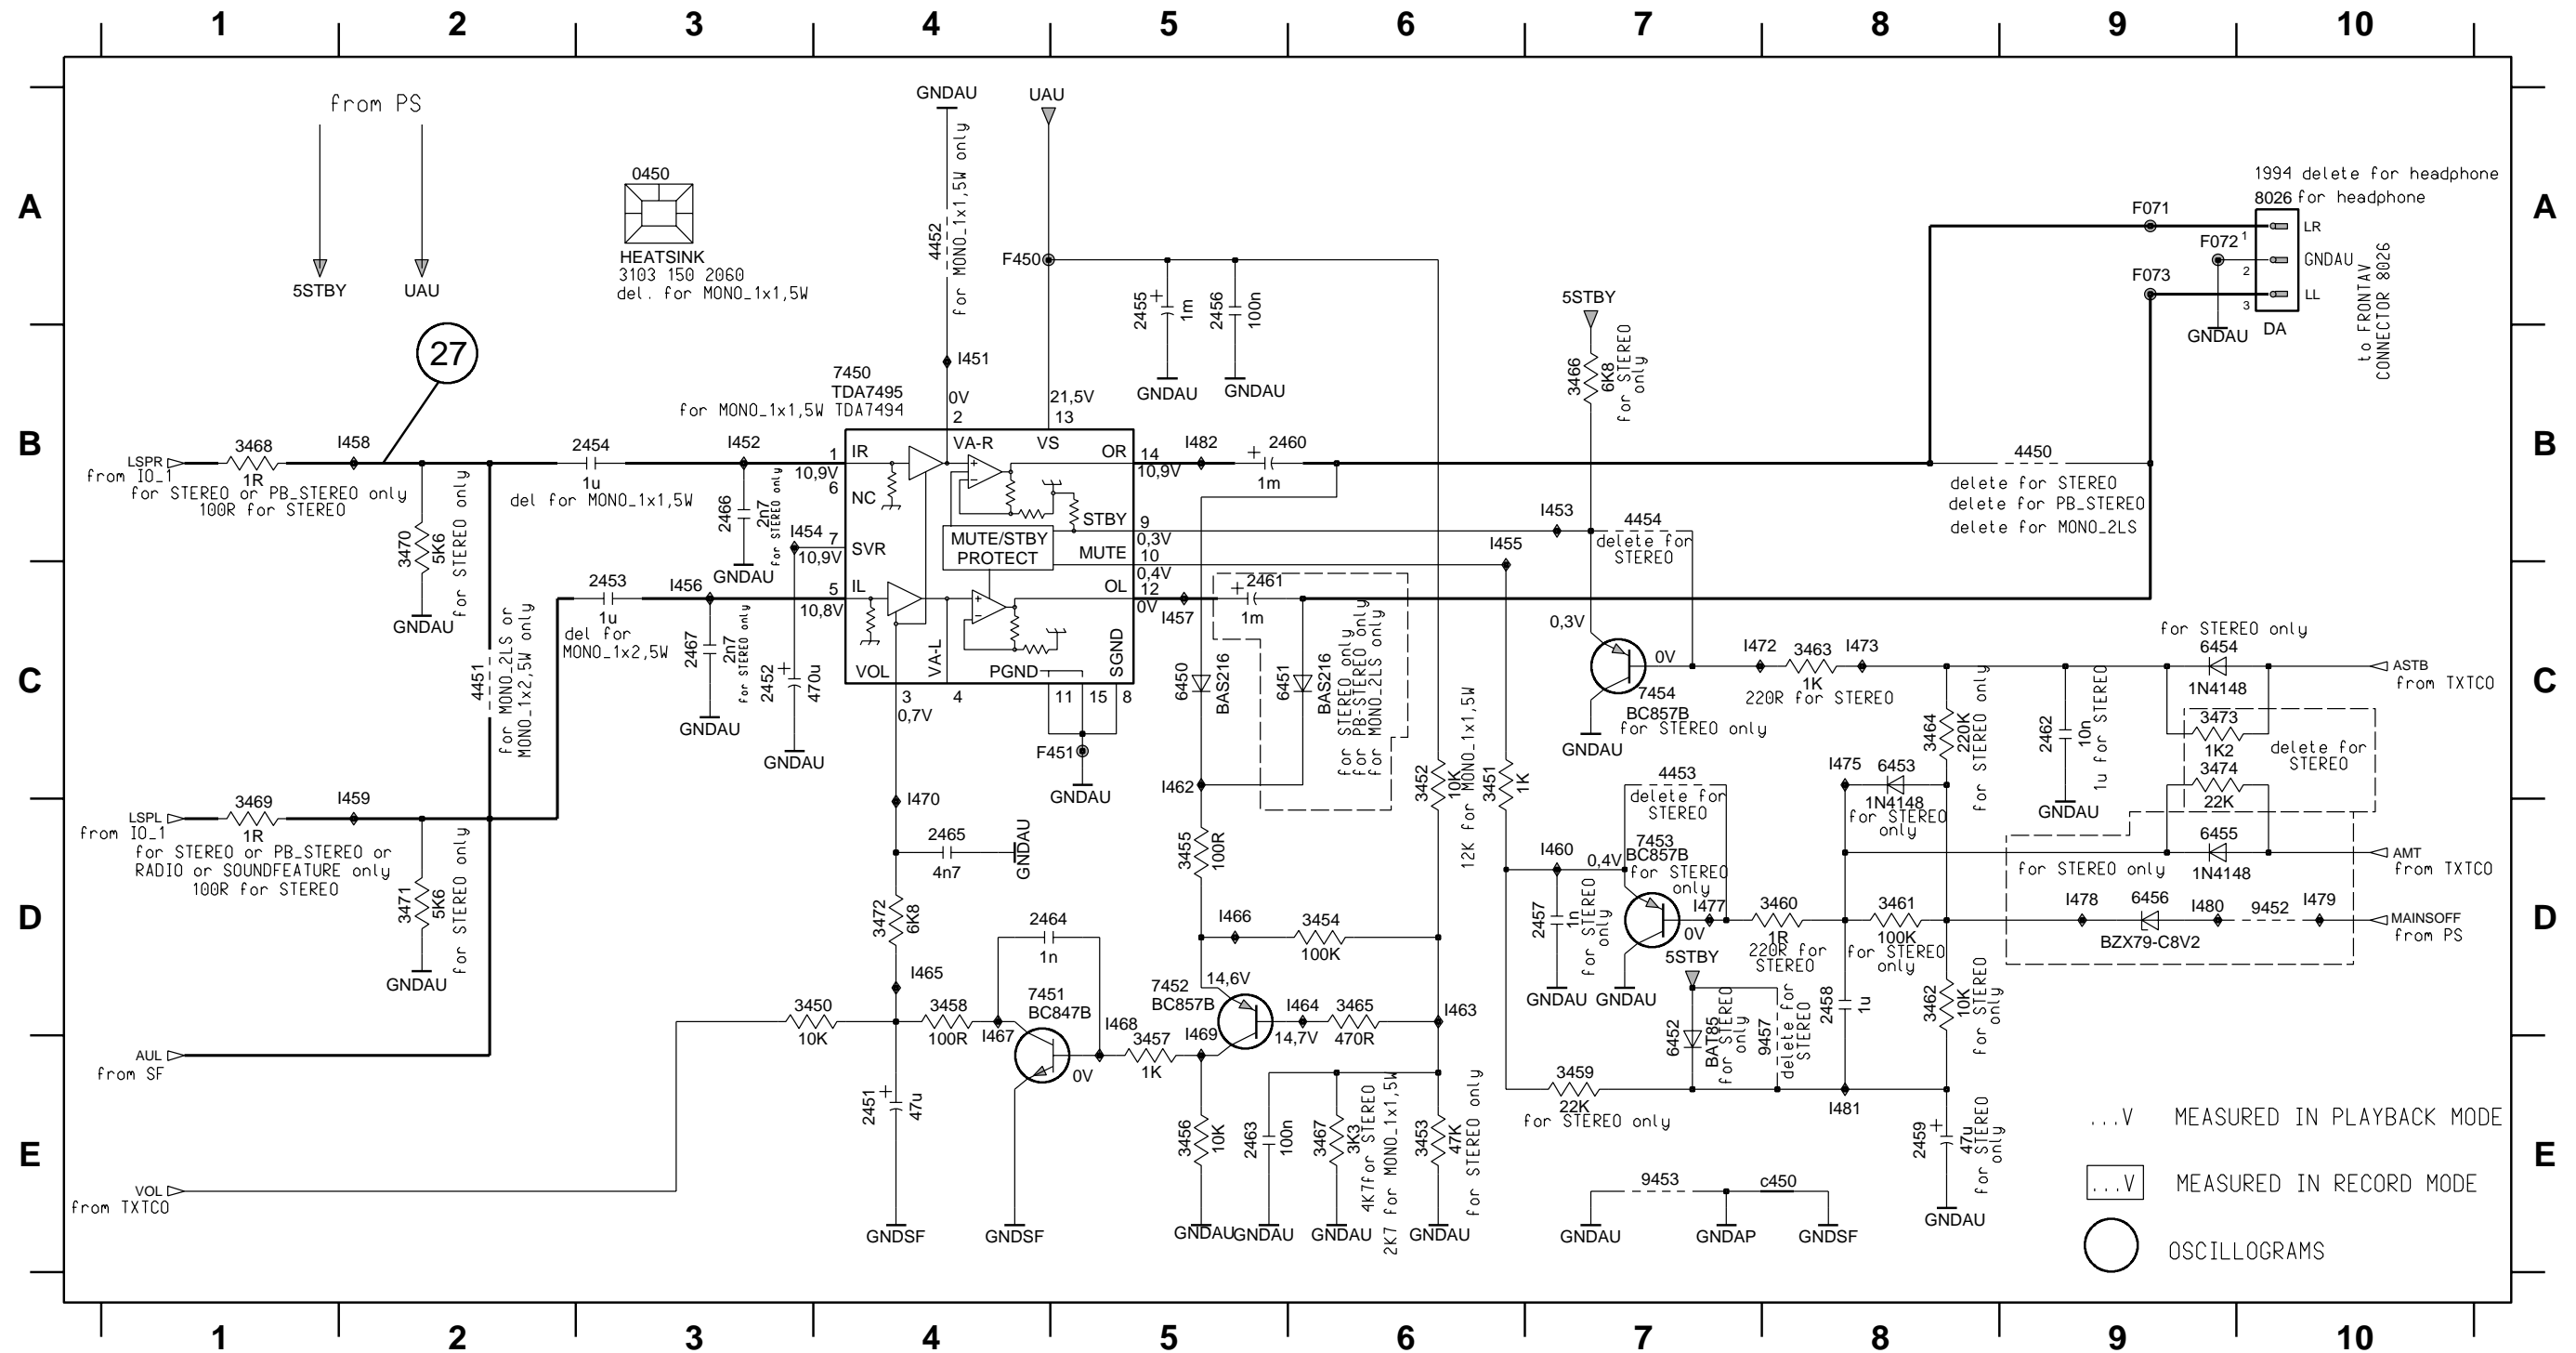 1 2 3 4 5 6 7 8 9 10
A
from PS
5STBY
UAU
0450
HEATSINK
3103 150 2060
del. for MONO_1x1,5W
GNDAU
4452
for MONO_1x1,5W only
UAU
F450
2455
+
1m
GNDAU
2456
100n
GNDAU
5STBY
3466
6K8
for STEREO
only
F071
F072
F073
1994 delete for headphone
8026 for headphone
1
LR
2
GNDAU
3
LL
GNDAU
DA
to FRONTAV
CONNECTOR 8026
A
B
27
LSPR
from IO_1
3468
1R
for STEREO or PB_STEREO only
100R for STEREO
I458
3470
5K6
for STEREO only
GNDAU
2454
1u
del for MONO_1x1,5W
I452
2466
2n7
for STEREO only
GNDAU
7450
TDA7495
for MONO_1x1,5W TDA7494
I451
0V
2
21,5V
13
1
10,9V
6
IR
NC
VA-R
VS
OR
14
10,9V
I454
7
10,9V
SVR
MUTE/STBY
PROTECT
STBY
9
0,3V
MUTE
10
0,4V
I482
+
2460
1m
I453
4454
delete for
STEREO
I455
4450
delete for STEREO
delete for PB_STEREO
delete for MONO_2LS
B
C
4451
for MONO_2LS or
MONO_1x2,5W only
2453
1u
del for
MONO_1x2,5W
I456
2467
2n7
for STEREO only
GNDAU
2452
+
470u
GNDAU
5
10,8V
IL
OL
12
0V
VOL
VA-L
PGND
SGND
3
0,7V
4
11
15
8
F451
GNDAU
I457
+
2461
1m
6450
BAS216
6451
BAS216
for STEREO only
for PB-STEREO only
for MONO_2LS only
I462
3452
10K
12K for MONO_1x1,5W
3451
1K
0,3V
0V
7454
BC857B
for STEREO only
GNDAU
I472
3463
1K
220R for STEREO
I473
3464
220K
for STEREO only
2462
10n
1u for STEREO
GNDAU
for STEREO only
6454
1N4148
ASTB
from TXTCO
3473
1K2
delete for
STEREO
3474
22K
I475
6453
1N4148
for STEREO
only
C
D
LSPL
from IO_1
3469
1R
for STEREO or PB_STEREO or
RADIO or SOUNDFEATURE only
100R for STEREO
I459
3471
5K6
for STEREO only
GNDAU
I470
2465
4n7
GNDAU
3472
6K8
I465
3450
10K
3458
100R
I467
2464
1n
7451
BC847B
0V
I468
3457
1K
I469
3455
100R
I466
3454
100K
7452
BC857B
14,6V
14,7V
I464
3465
470R
I463
I460
0,4V
2457
1n
for STEREO
only
GNDAU
4453
delete for
STEREO
7453
BC857B
for STEREO
only
I477
0V
GNDAU
3460
1R
220R for
STEREO
3461
100K
for STEREO
only
5STBY
6452
BAT85
for STEREO
only
9457
delete for
STEREO
2458
1u
3462
10K
for STEREO
only
6455
1N4148
AMT
from TXTCO
for STEREO only
I478
6456
BZX79-C8V2
I480
9452
I479
MAINSOFF
from PS
D
E
AUL
from SF
VOL
from TXTCO
2451
+
47u
GNDSF
GNDSF
3456
10K
GNDAU
2463
100n
GNDAU
3467
3K3
4K7 for STEREO
2K7 for MONO_1x1,5W
GNDAU
3453
47K
for STEREO only
GNDAU
3459
22K
for STEREO only
I481
2459
+
47u
for STEREO
only
GNDAU
9453
c450
GNDAU
GNDAP
GNDSF
...V MEASURED IN PLAYBACK MODE
...V MEASURED IN RECORD MODE
OSCILLOGRAMS
E
1 2 3 4 5 6 7 8 9 10